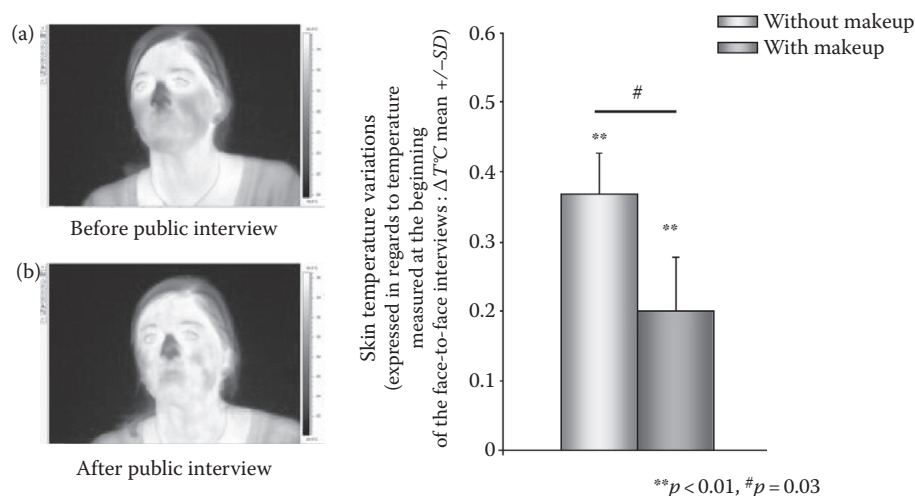 (a)
Before public interview
(b)
After public interview
Skin temperature variations
(expressed in regards to temperature
measured at the beginning
of the face-to-face interviews : ΔT°C mean +/−SD)
0.6
0.5
0.4
0.3
0.2
0.1
0
Without makeup
With makeup
#
**
**
**p < 0.01, #p = 0.03